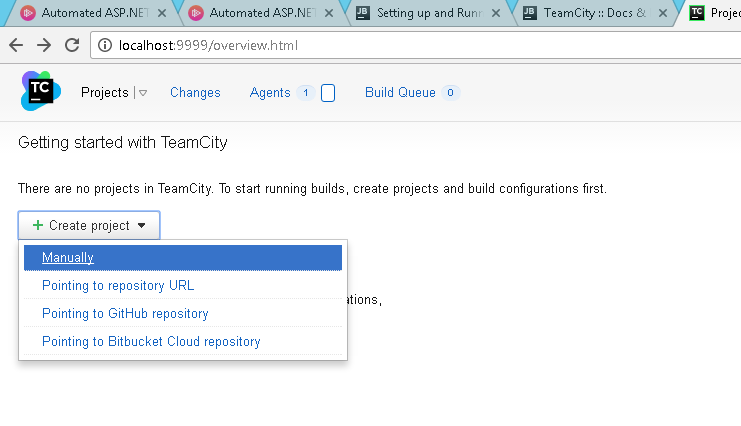 Automated ASP.NET
Automated ASP.NET
JB Setting up and Runn
JB TeamCity :: Docs &
TC Projec
localhost:9999/overview.html
TC Projects Changes Agents 1 Build Queue 0
Getting started with TeamCity
There are no projects in TeamCity. To start running builds, create projects and build configurations first.
+ Create project
Manually
Pointing to repository URL
ations,
Pointing to GitHub repository
Pointing to Bitbucket Cloud repository